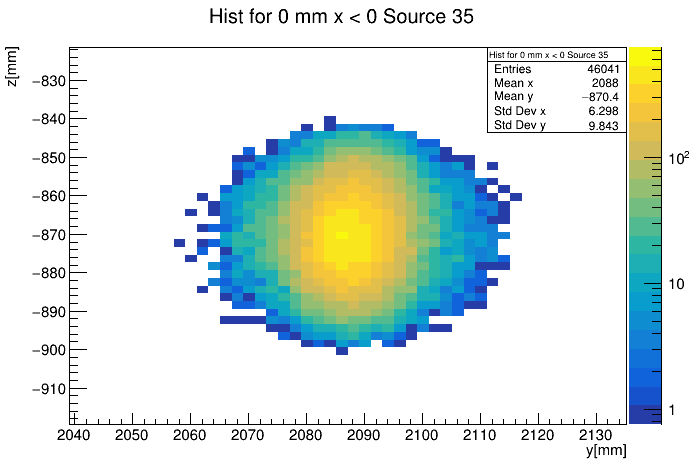 Hist for 0 mm x < 0 Source 35
z[mm]
Hist for 0 mm x < 0 Source 35
Entries 46041
Mean x 2088
Mean y −870.4
Std Dev x 6.298
Std Dev y 9.843
−830
−840
−850
−860
−870
−880
−890
−900
−910
10²
10
1
2040 2050 2060 2070 2080 2090 2100 2110 2120 2130
y[mm]